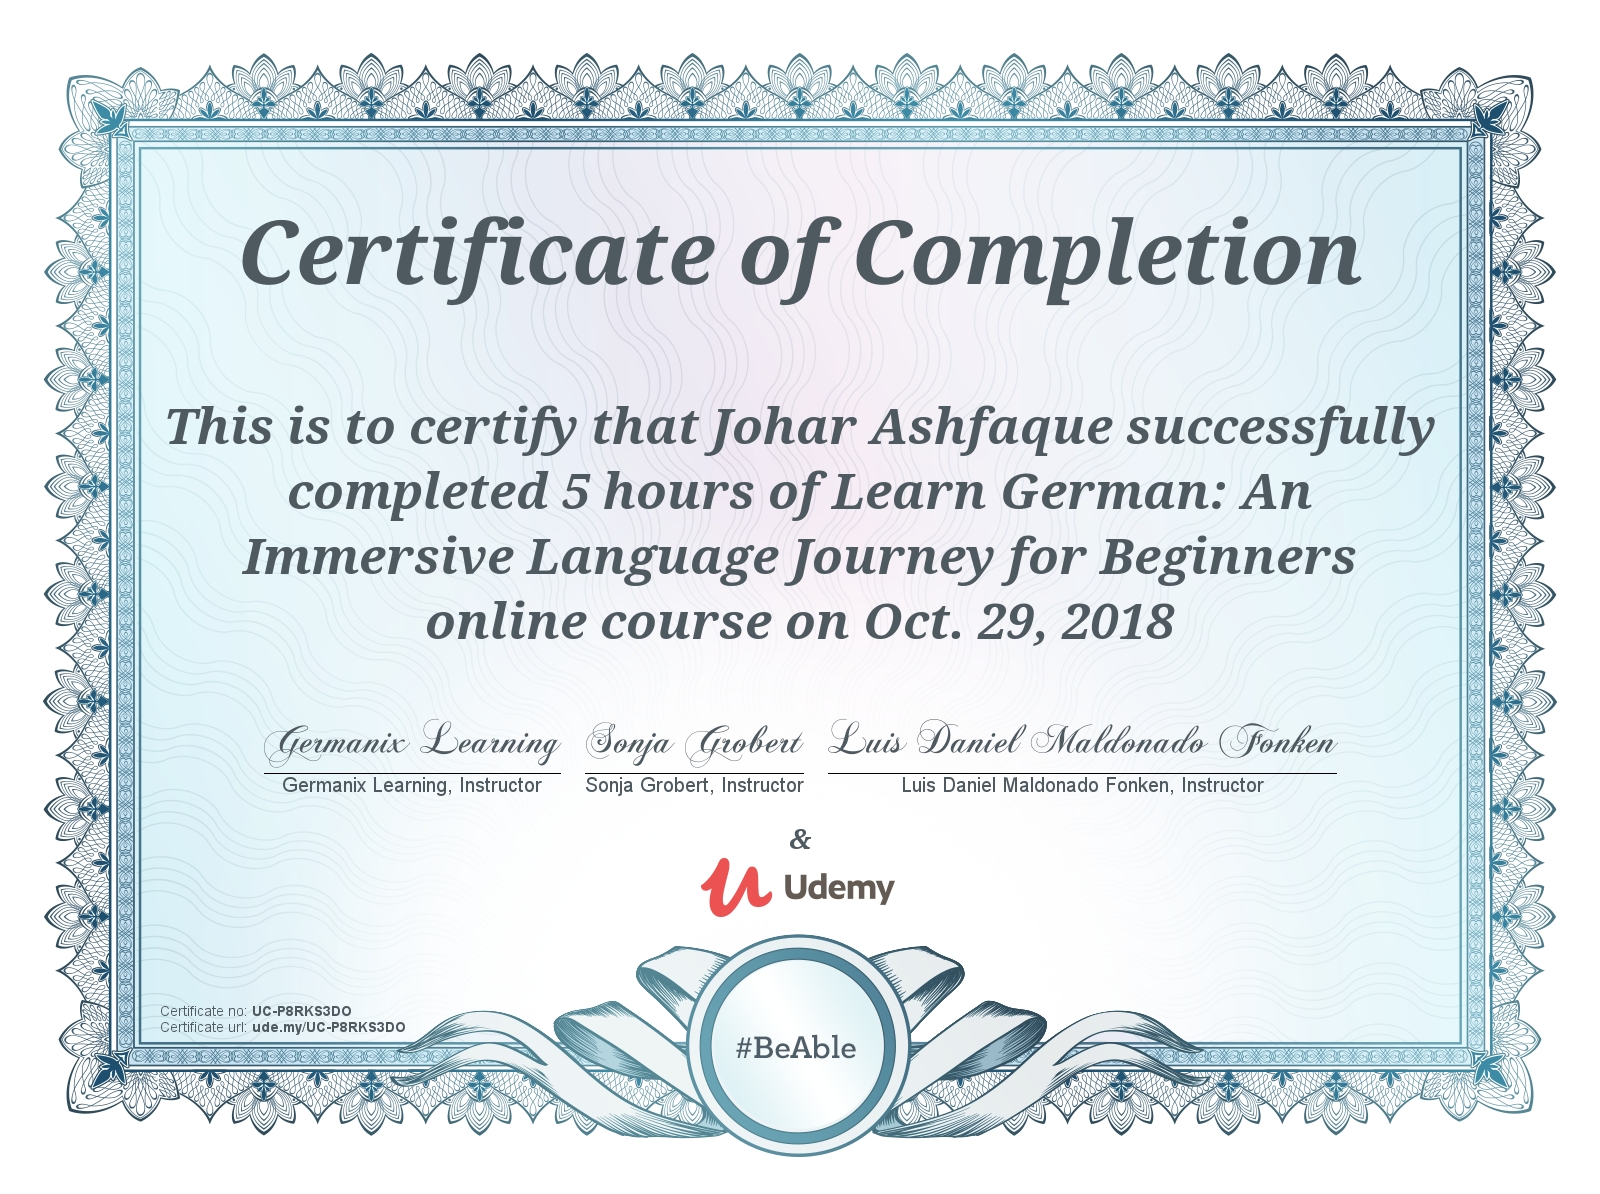 Certificate of Completion
This is to certify that Johar Ashfaque successfully
completed 5 hours of Learn German: An
Immersive Language Journey for Beginners
online course on Oct. 29, 2018
Germanix Learning Sonja Grobert Luis Daniel Maldonado Fonken
Germanix Learning, Instructor Sonja Grobert, Instructor Luis Daniel Maldonado Fonken, Instructor
&
Udemy
Certificate no: UC-P8RKS3DO
Certificate url: ude.my/UC-P8RKS3DO
#BeAble